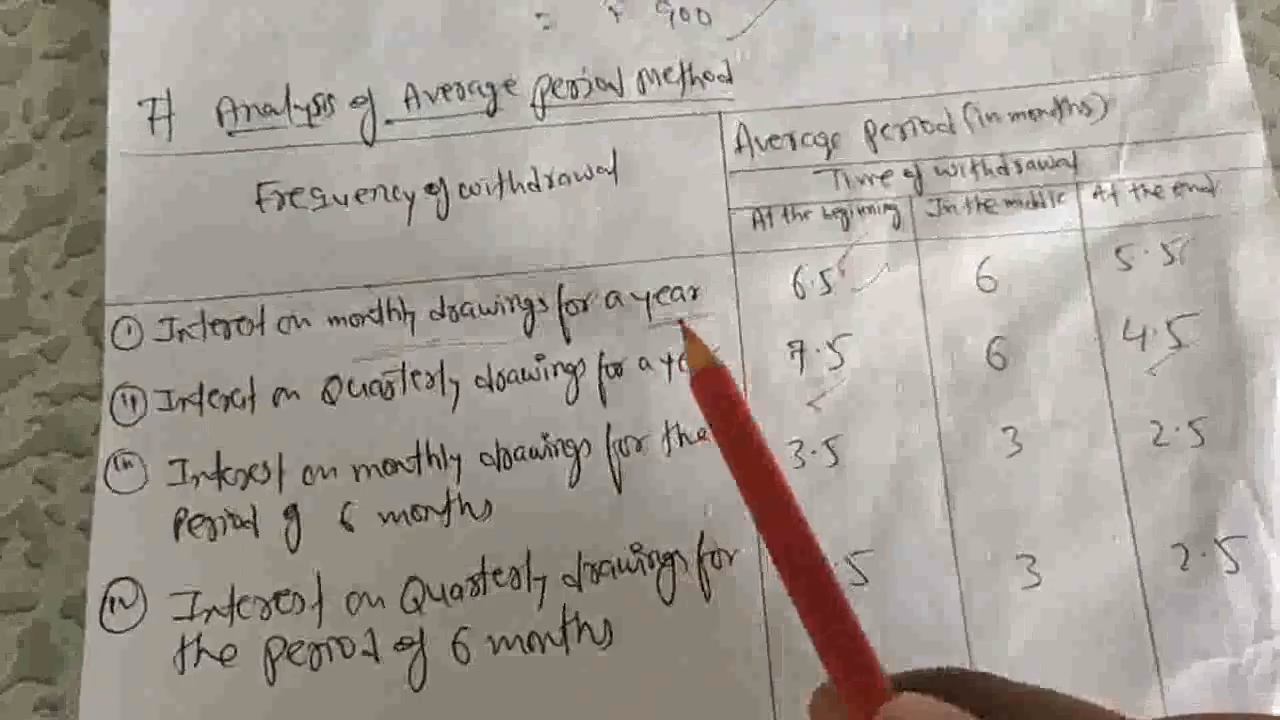 = ₹ 900
7) Analysis of Average period Method
Frequency of withdrawal
Average period (in months)
Time of withdrawal
At the beginning In the middle At the end
(i) Interest on monthly drawings for a year 6.5 6 5.5
(ii) Interest on Quarterly drawings for a 7.5 6 4.5
(iii) Interest on monthly drawings for the 3.5 3 2.5
period of 6 months
(iv) Interest on Quarterly drawings for .5 3 2.5
the period of 6 months